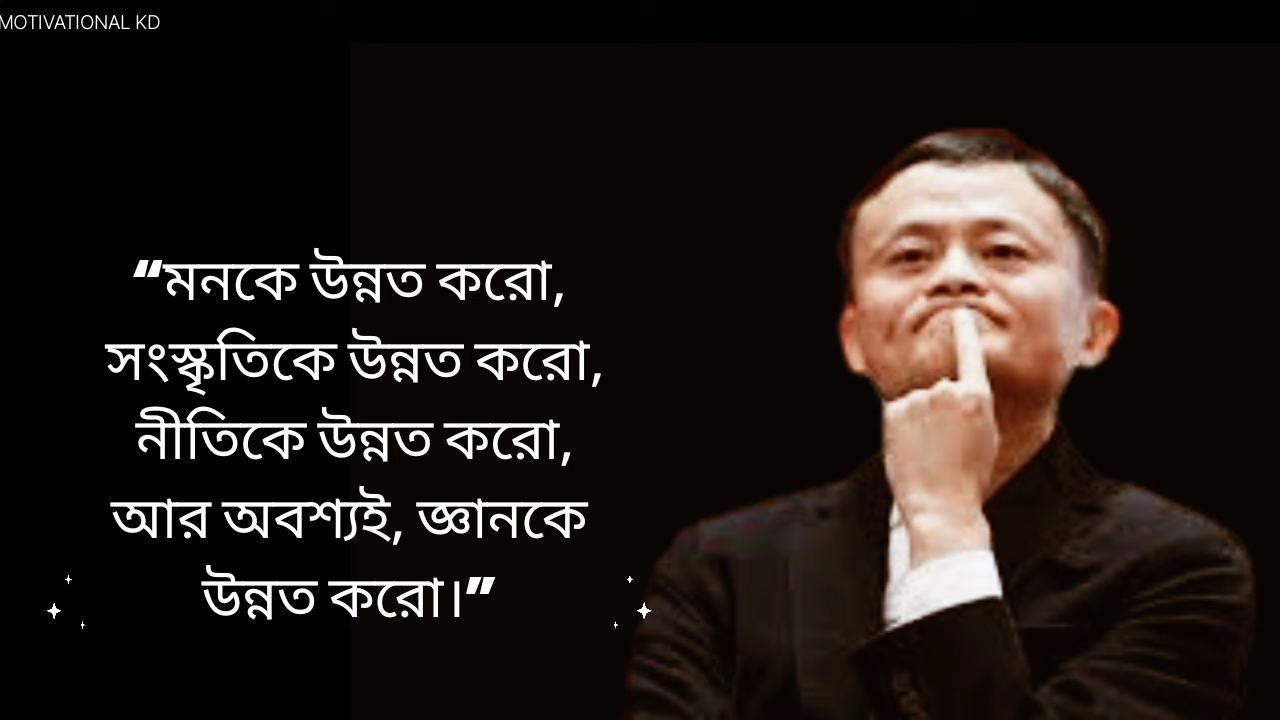 MOTIVATIONAL KD
“মনকে উন্নত করো,
সংস্কৃতিকে উন্নত করো,
নীতিকে উন্নত করো,
আর অবশ্যই, জ্ঞানকে
উন্নত করো।”